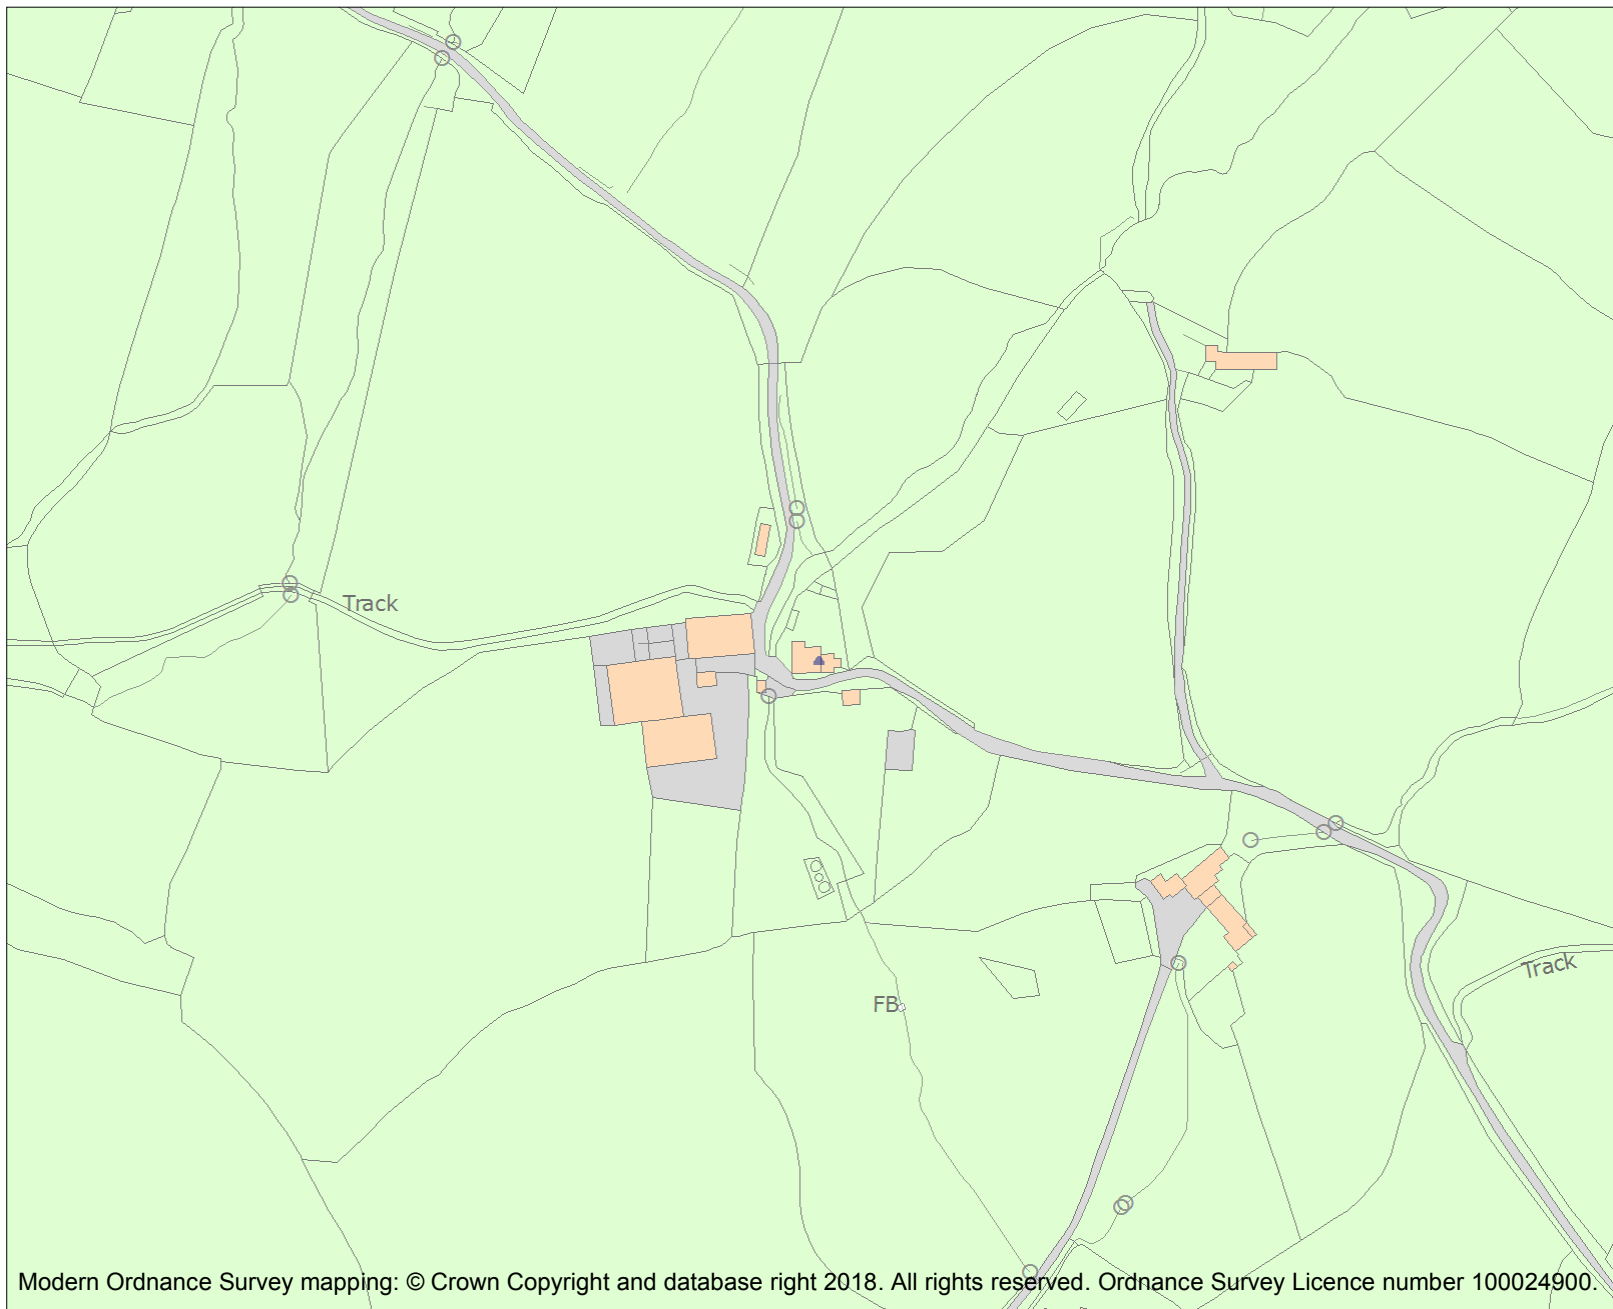 Track
Track
FB
Modern Ordnance Survey mapping: © Crown Copyright and database right 2018. All rights reserved. Ordnance Survey Licence number 100024900.